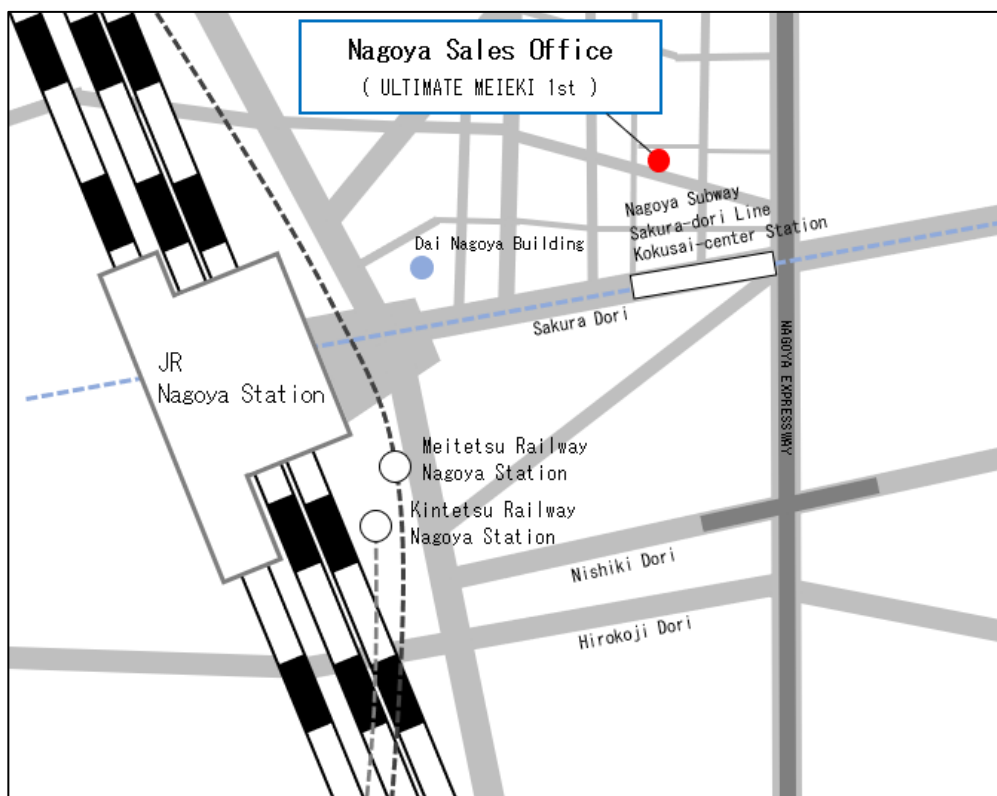 Nagoya Sales Office
( ULTIMATE MEIEKI 1st )
Nagoya Subway
Sakura-dori Line
Kokusai-center Station
Dai Nagoya Building
Sakura Dori
NAGOYA EXPRESSWAY
JR
Nagoya Station
Meitetsu Railway
Nagoya Station
Kintetsu Railway
Nagoya Station
Nishiki Dori
Hirokoji Dori